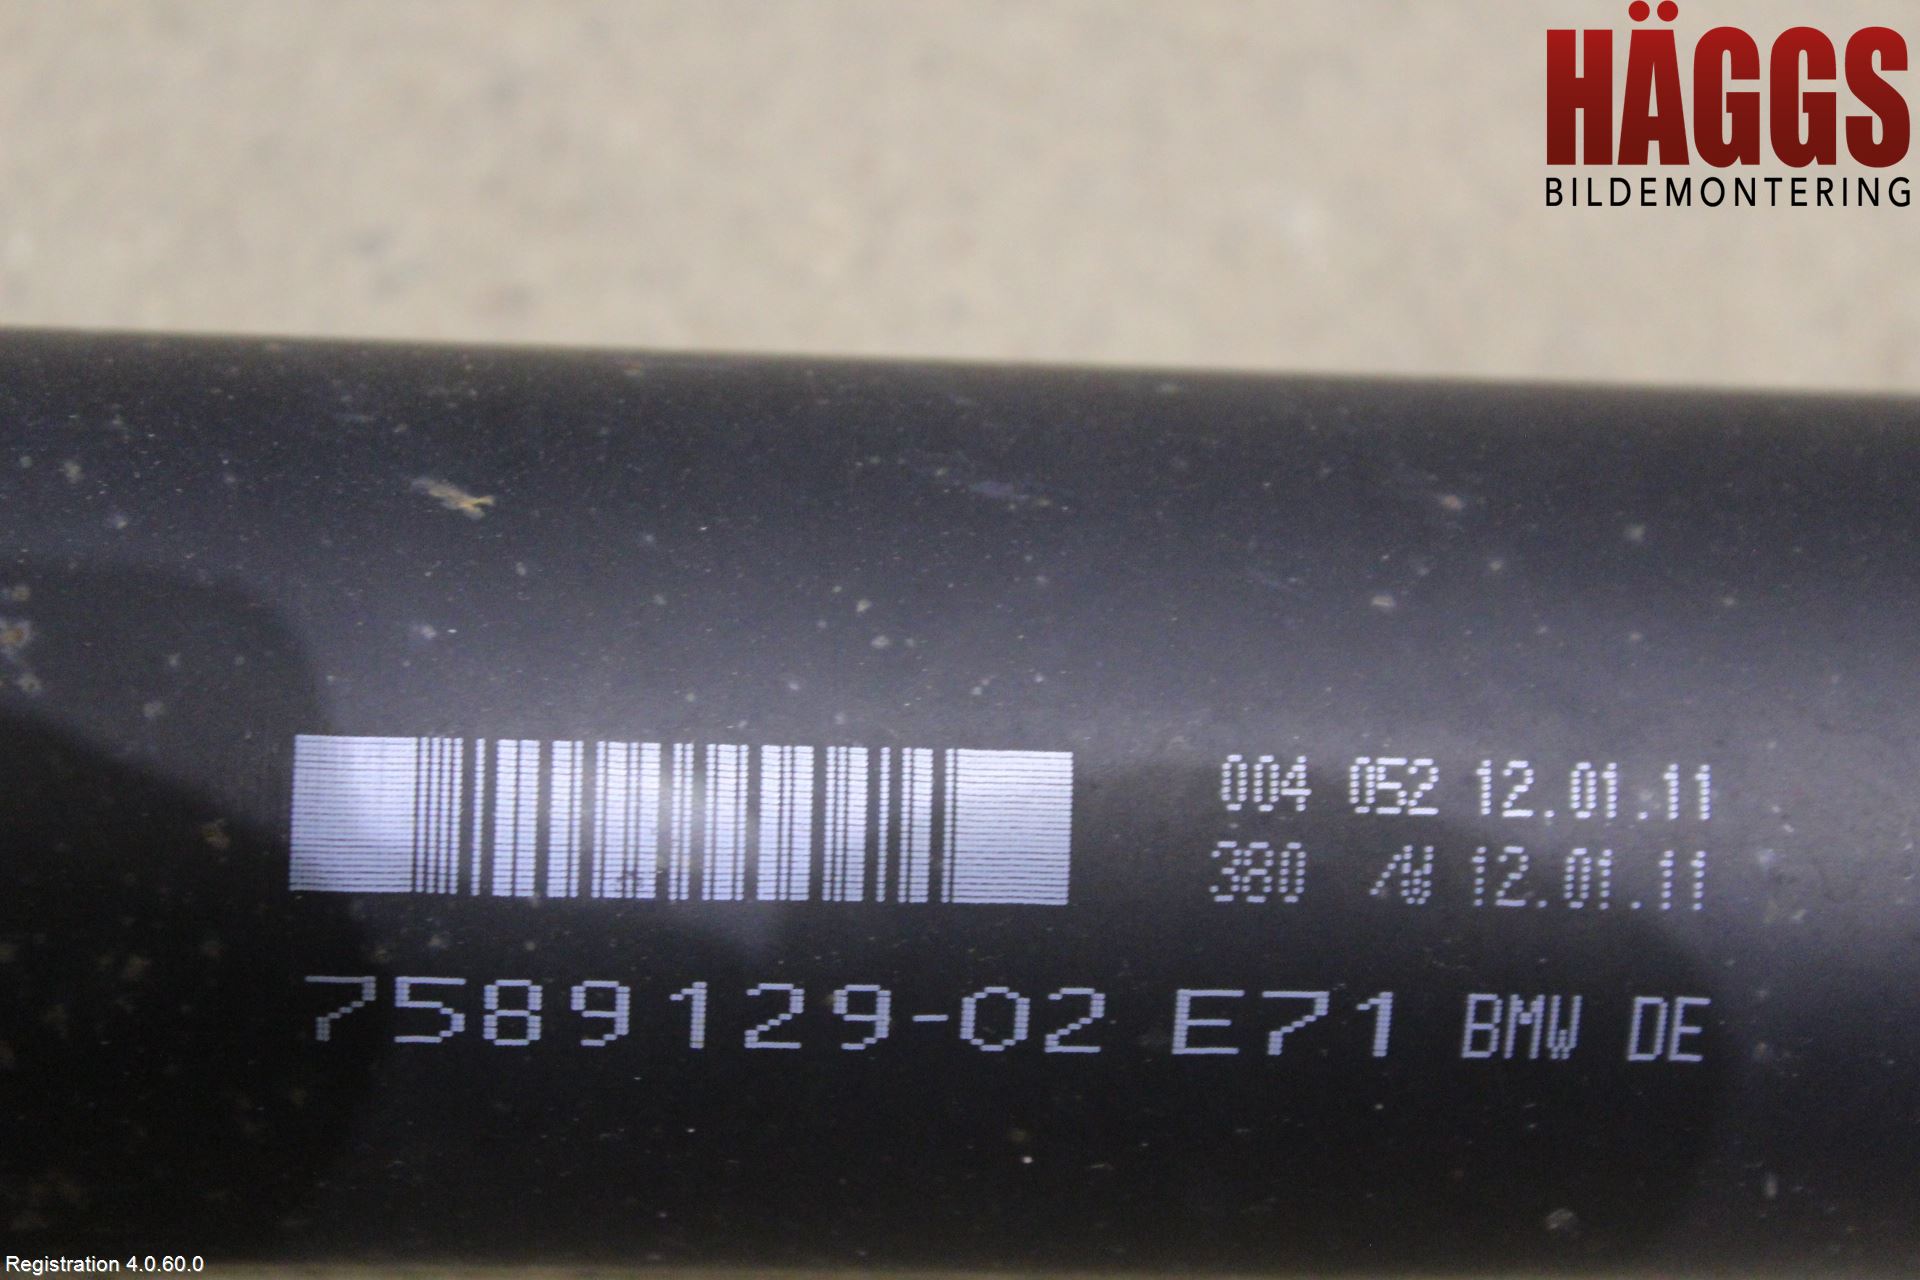 HÄGGS
BILDEMONTERING
004 052 12.01.11
380 12.01.11
7589129-02 E71 BMW DE
Registration 4.0.60.0